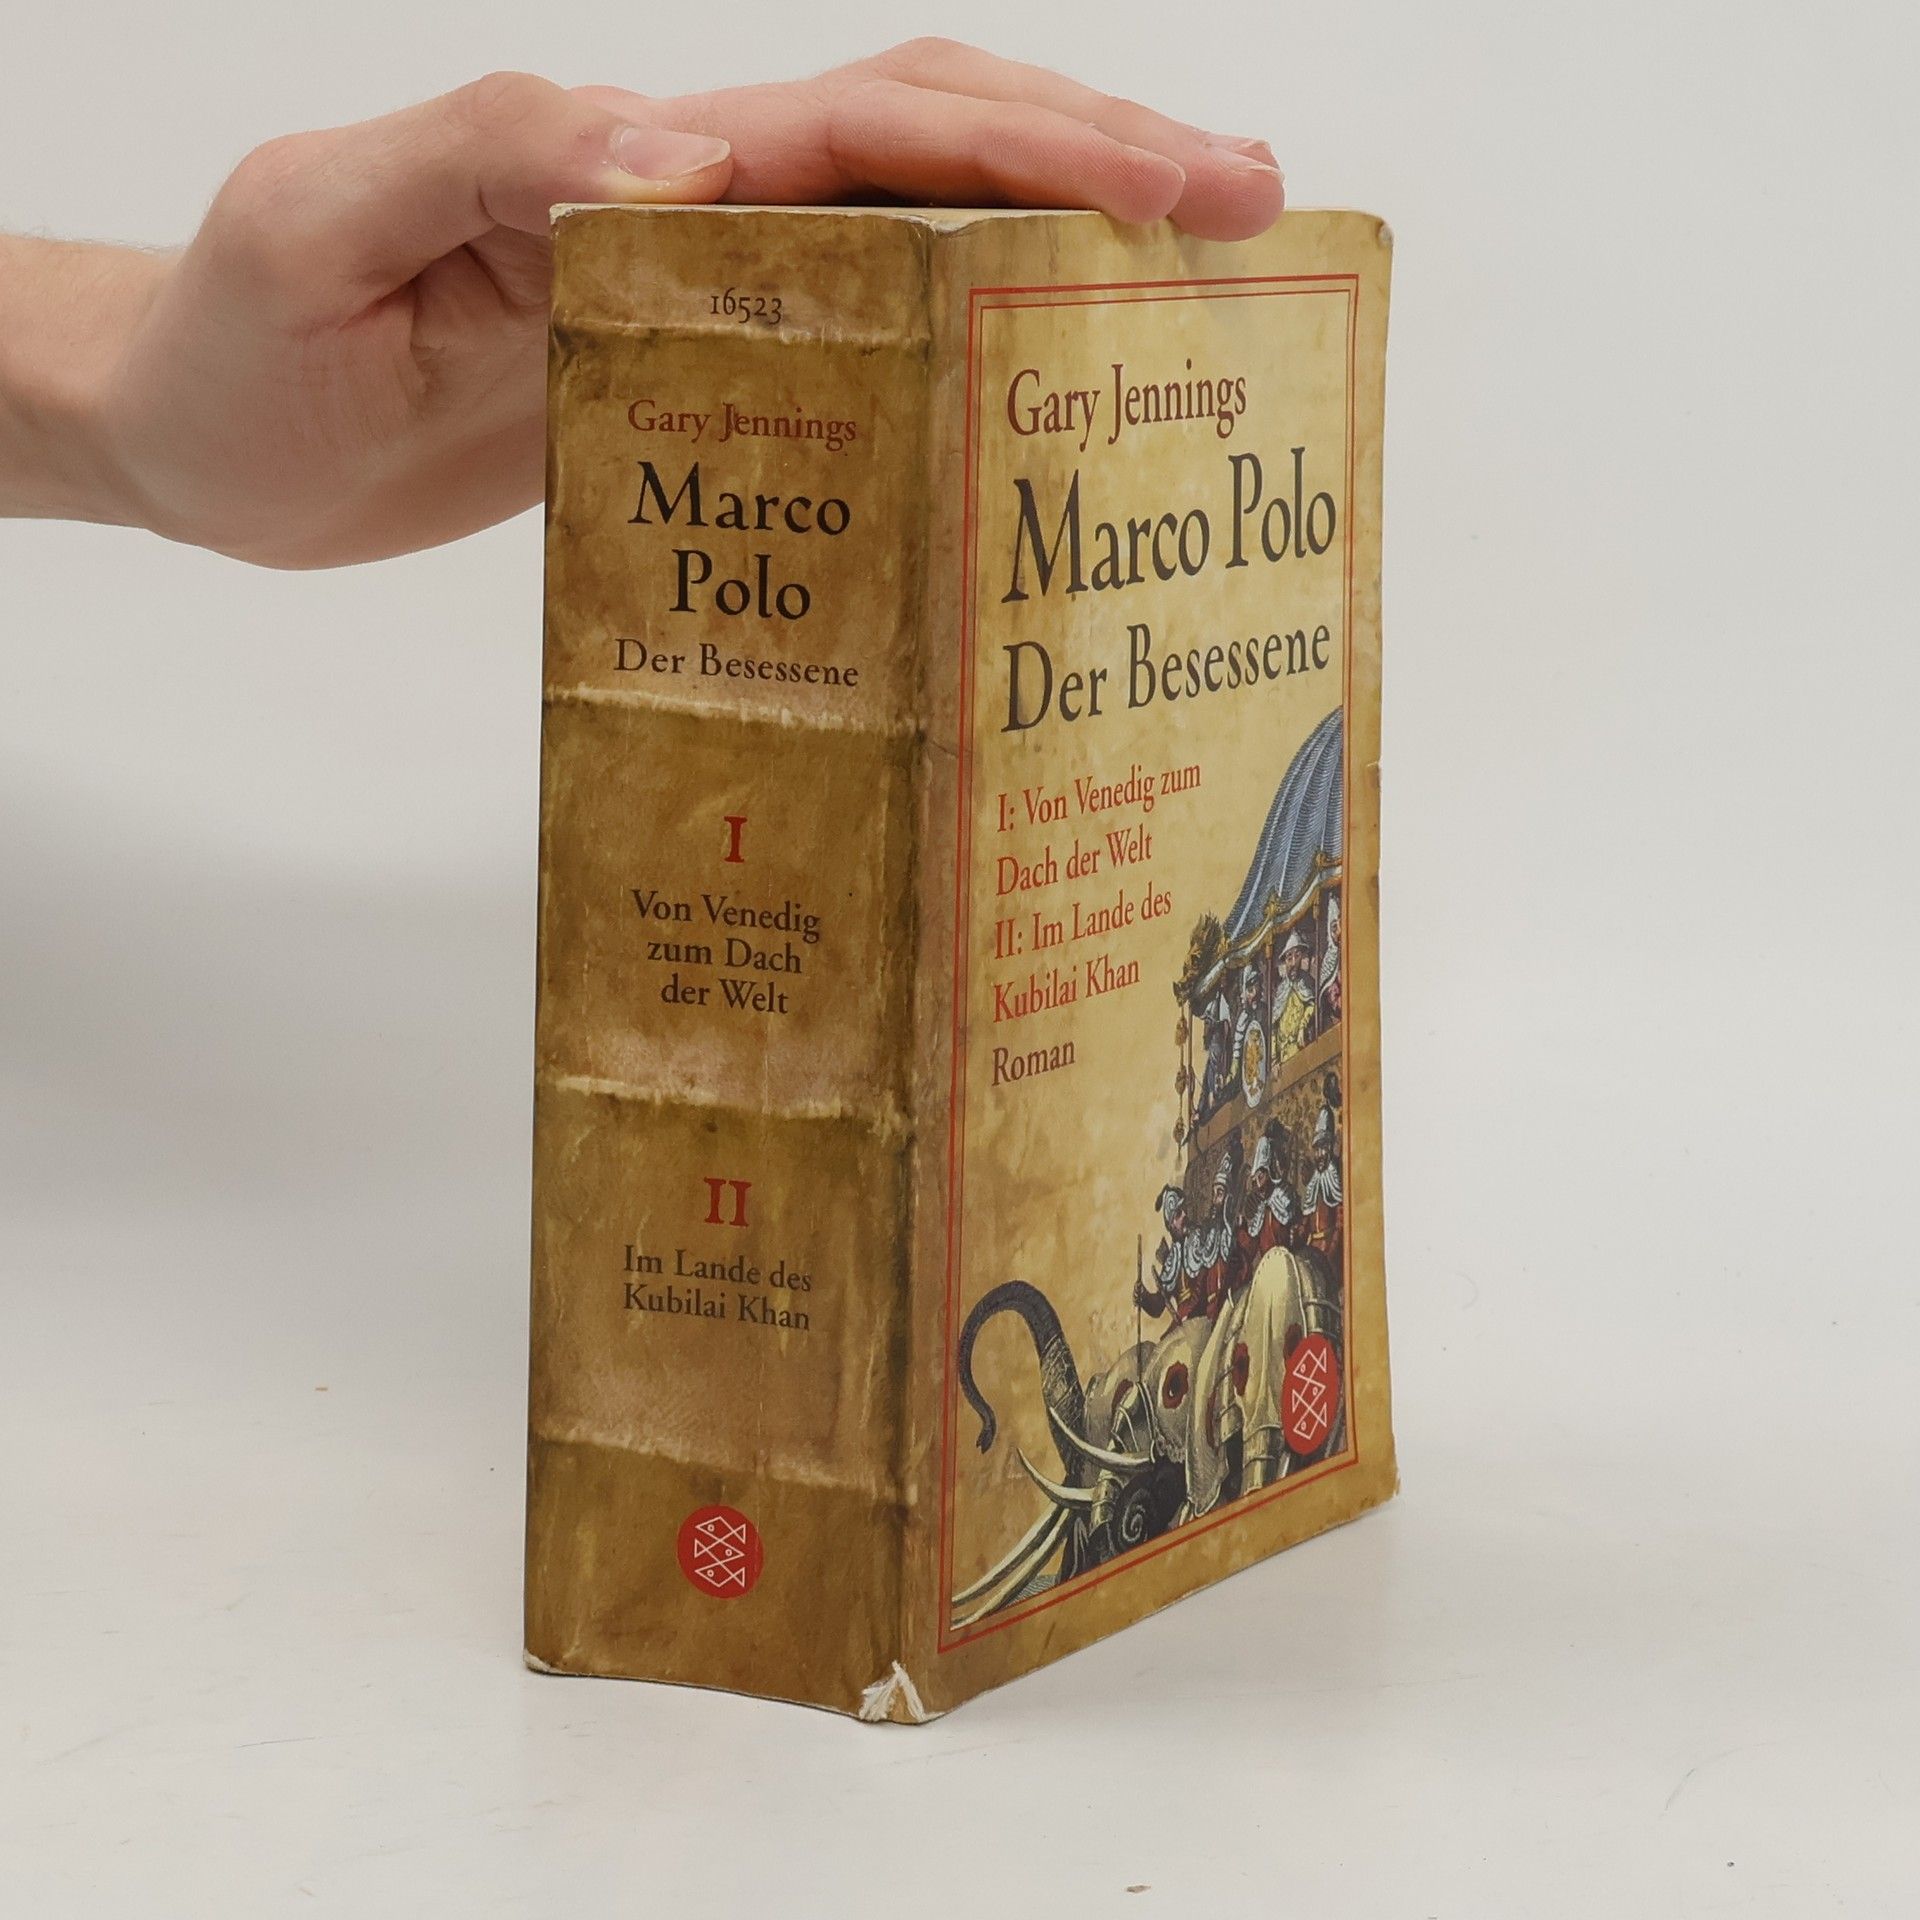 16523
Gary Jennings
Marco
Polo
Der Besessene
I
Von Venedig
zum Dach
der Welt
II
Im Lande des
Kubilai Khan
Gary Jennings
Marco Polo
Der Besessene
I: Von Venedig zum
Dach der Welt
II: Im Lande des
Kubilai Khan
Roman